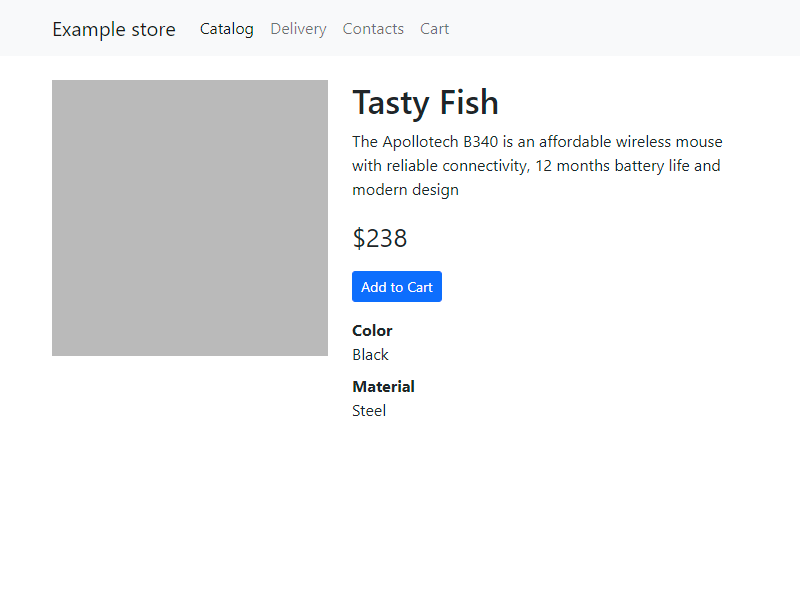 Example store Catalog Delivery Contacts Cart
Tasty Fish
The Apollotech B340 is an affordable wireless mouse
with reliable connectivity, 12 months battery life and
modern design
$238
Add to Cart
Color
Black
Material
Steel